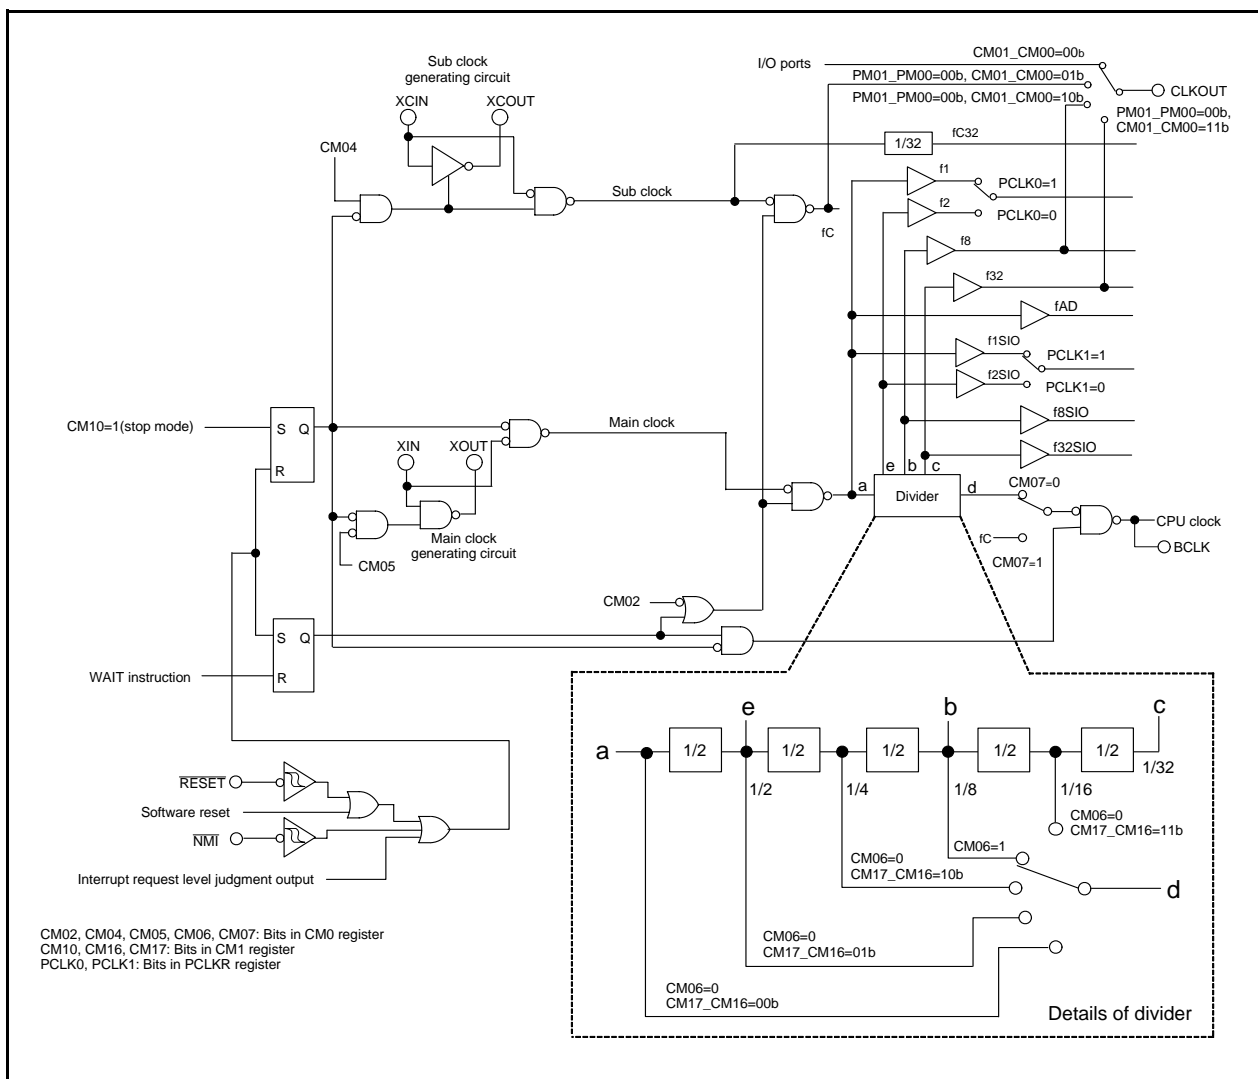 Sub clock
generating circuit
XCIN
XCOUT
CM04
Sub clock
I/O ports
CM01_CM00=00b
PM01_PM00=00b, CM01_CM00=01b
PM01_PM00=00b, CM01_CM00=10b
CLKOUT
PM01_PM00=00b,
CM01_CM00=11b
1/32
fC32
fC
f1
PCLK0=1
f2
PCLK0=0
f8
f32
fAD
f1SIO
PCLK1=1
f2SIO
PCLK1=0
f8SIO
f32SIO
CM10=1(stop mode)
S
Q
R
XIN
XOUT
Main clock
Main clock
generating circuit
CM05
a
e
b
c
Divider
d
CM07=0
fC
CM07=1
CPU clock
BCLK
CM02
S
Q
R
WAIT instruction
RESET
Software reset
NMI
Interrupt request level judgment output
a
1/2
e
1/2
1/2
b
1/2
1/2
c
1/2
1/4
1/8
1/16
1/32
CM06=0
CM17_CM16=11b
CM06=1
CM06=0
CM17_CM16=10b
d
CM06=0
CM17_CM16=01b
CM06=0
CM17_CM16=00b
Details of divider
CM02, CM04, CM05, CM06, CM07: Bits in CM0 register
CM10, CM16, CM17: Bits in CM1 register
PCLK0, PCLK1: Bits in PCLKR register